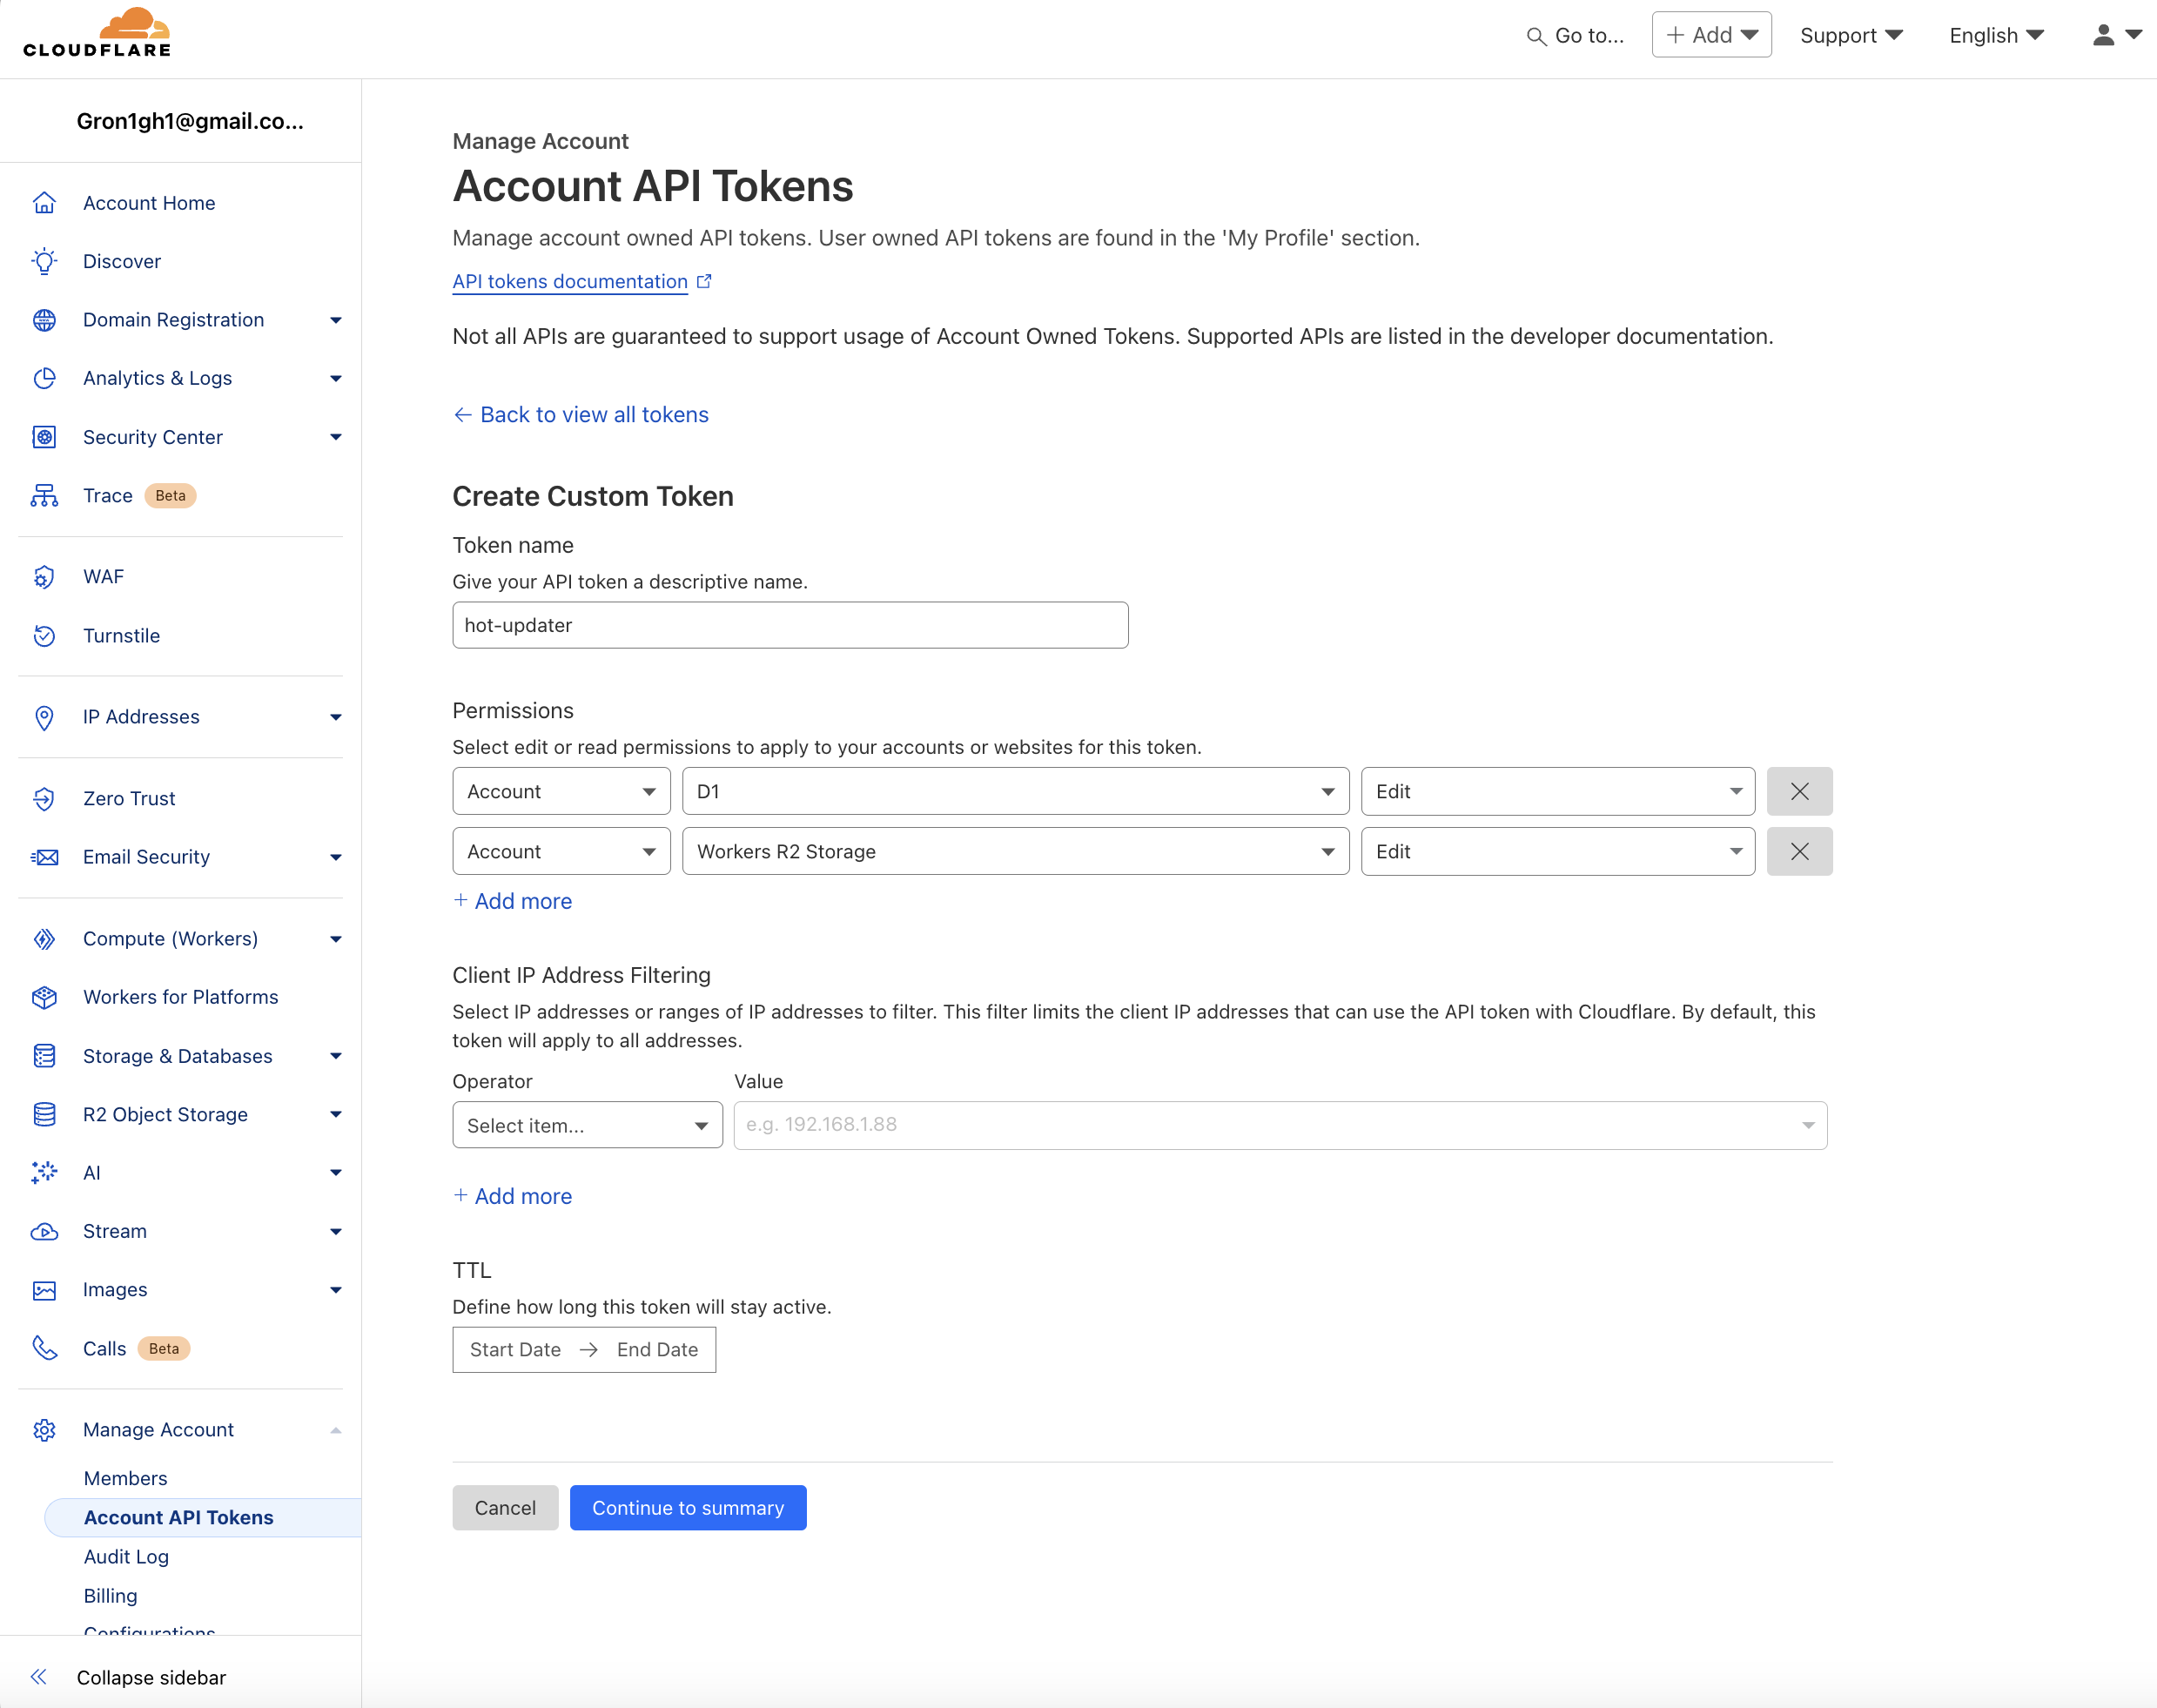 CLOUDFLARE
Go to...
Add
Support
English
Gron1gh1@gmail.co...
Account Home
Discover
Domain Registration
Analytics & Logs
Security Center
Trace Beta
WAF
Turnstile
IP Addresses
Zero Trust
Email Security
Compute (Workers)
Workers for Platforms
Storage & Databases
R2 Object Storage
AI
Stream
Images
Calls Beta
Manage Account
Members
Account API Tokens
Audit Log
Billing
Configurations
Collapse sidebar
Manage Account
Account API Tokens
Manage account owned API tokens. User owned API tokens are found in the 'My Profile' section.
API tokens documentation
Not all APIs are guaranteed to support usage of Account Owned Tokens. Supported APIs are listed in the developer documentation.
← Back to view all tokens
Create Custom Token
Token name
Give your API token a descriptive name.
hot-updater
Permissions
Select edit or read permissions to apply to your accounts or websites for this token.
Account D1 Edit
Account Workers R2 Storage Edit
+ Add more
Client IP Address Filtering
Select IP addresses or ranges of IP addresses to filter. This filter limits the client IP addresses that can use the API token with Cloudflare. By default, this
token will apply to all addresses.
Operator Value
Select item... e.g. 192.168.1.88
+ Add more
TTL
Define how long this token will stay active.
Start Date → End Date
Cancel Continue to summary